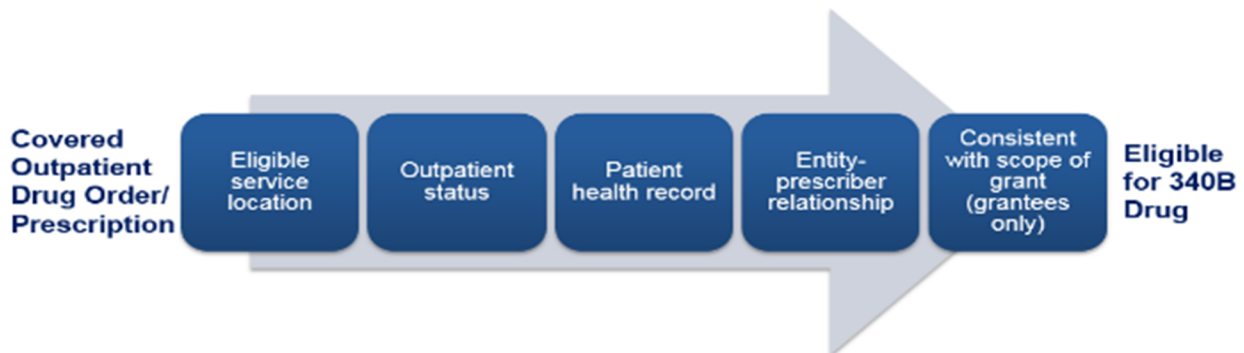 Covered
Outpatient
Drug Order/
Prescription
Eligible
service
location
Outpatient
status
Patient
health record
Entity-
prescriber
relationship
Consistent
with scope of
grant
(grantees
only)
Eligible
for 340B
Drug